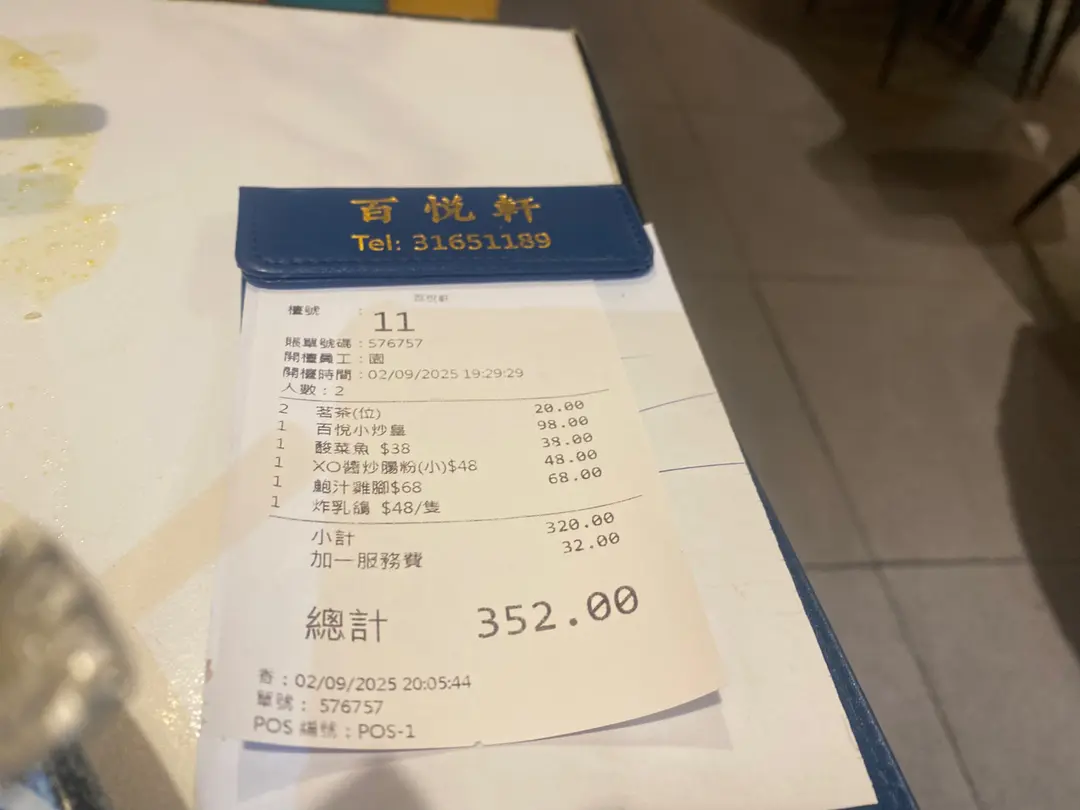 百悅軒
Tel: 31651189
百悅軒
檯號 : 11
賬單號碼 : 576757
開檯員工 : 園
開檯時間 : 02/09/2025 19:29:29
人數 : 2
2 茗茶(位) 20.00
1 百悅小炒皇 98.00
1 酸菜魚 $38 38.00
1 XO醬炒腸粉(小)$48 48.00
1 鮑汁雞腳$68 68.00
1 炸乳鴿 $48/隻
小計 320.00
加一服務費 32.00
總計 352.00
: 02/09/2025 20:05:44
單號 : 576757
POS 編號 : POS-1